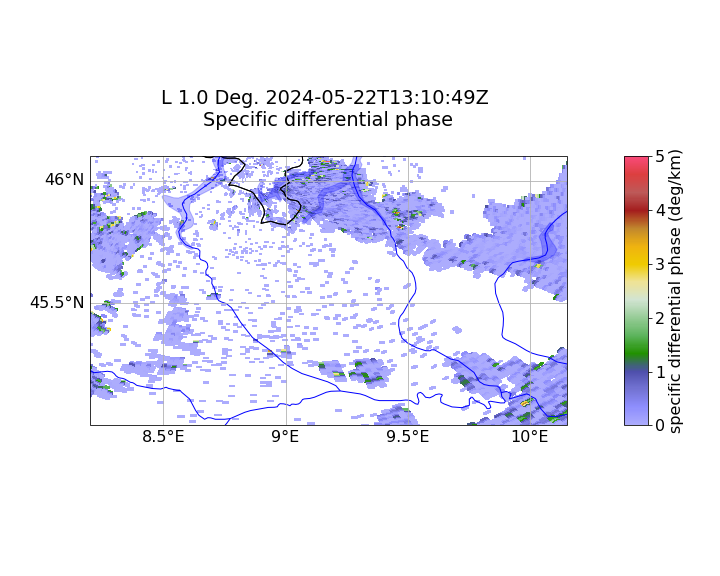 L 1.0 Deg. 2024-05-22T13:10:49Z
Specific differential phase
46°N
45.5°N
8.5°E
9°E
9.5°E
10°E
5
4
3
2
1
0
specific differential phase (deg/km)